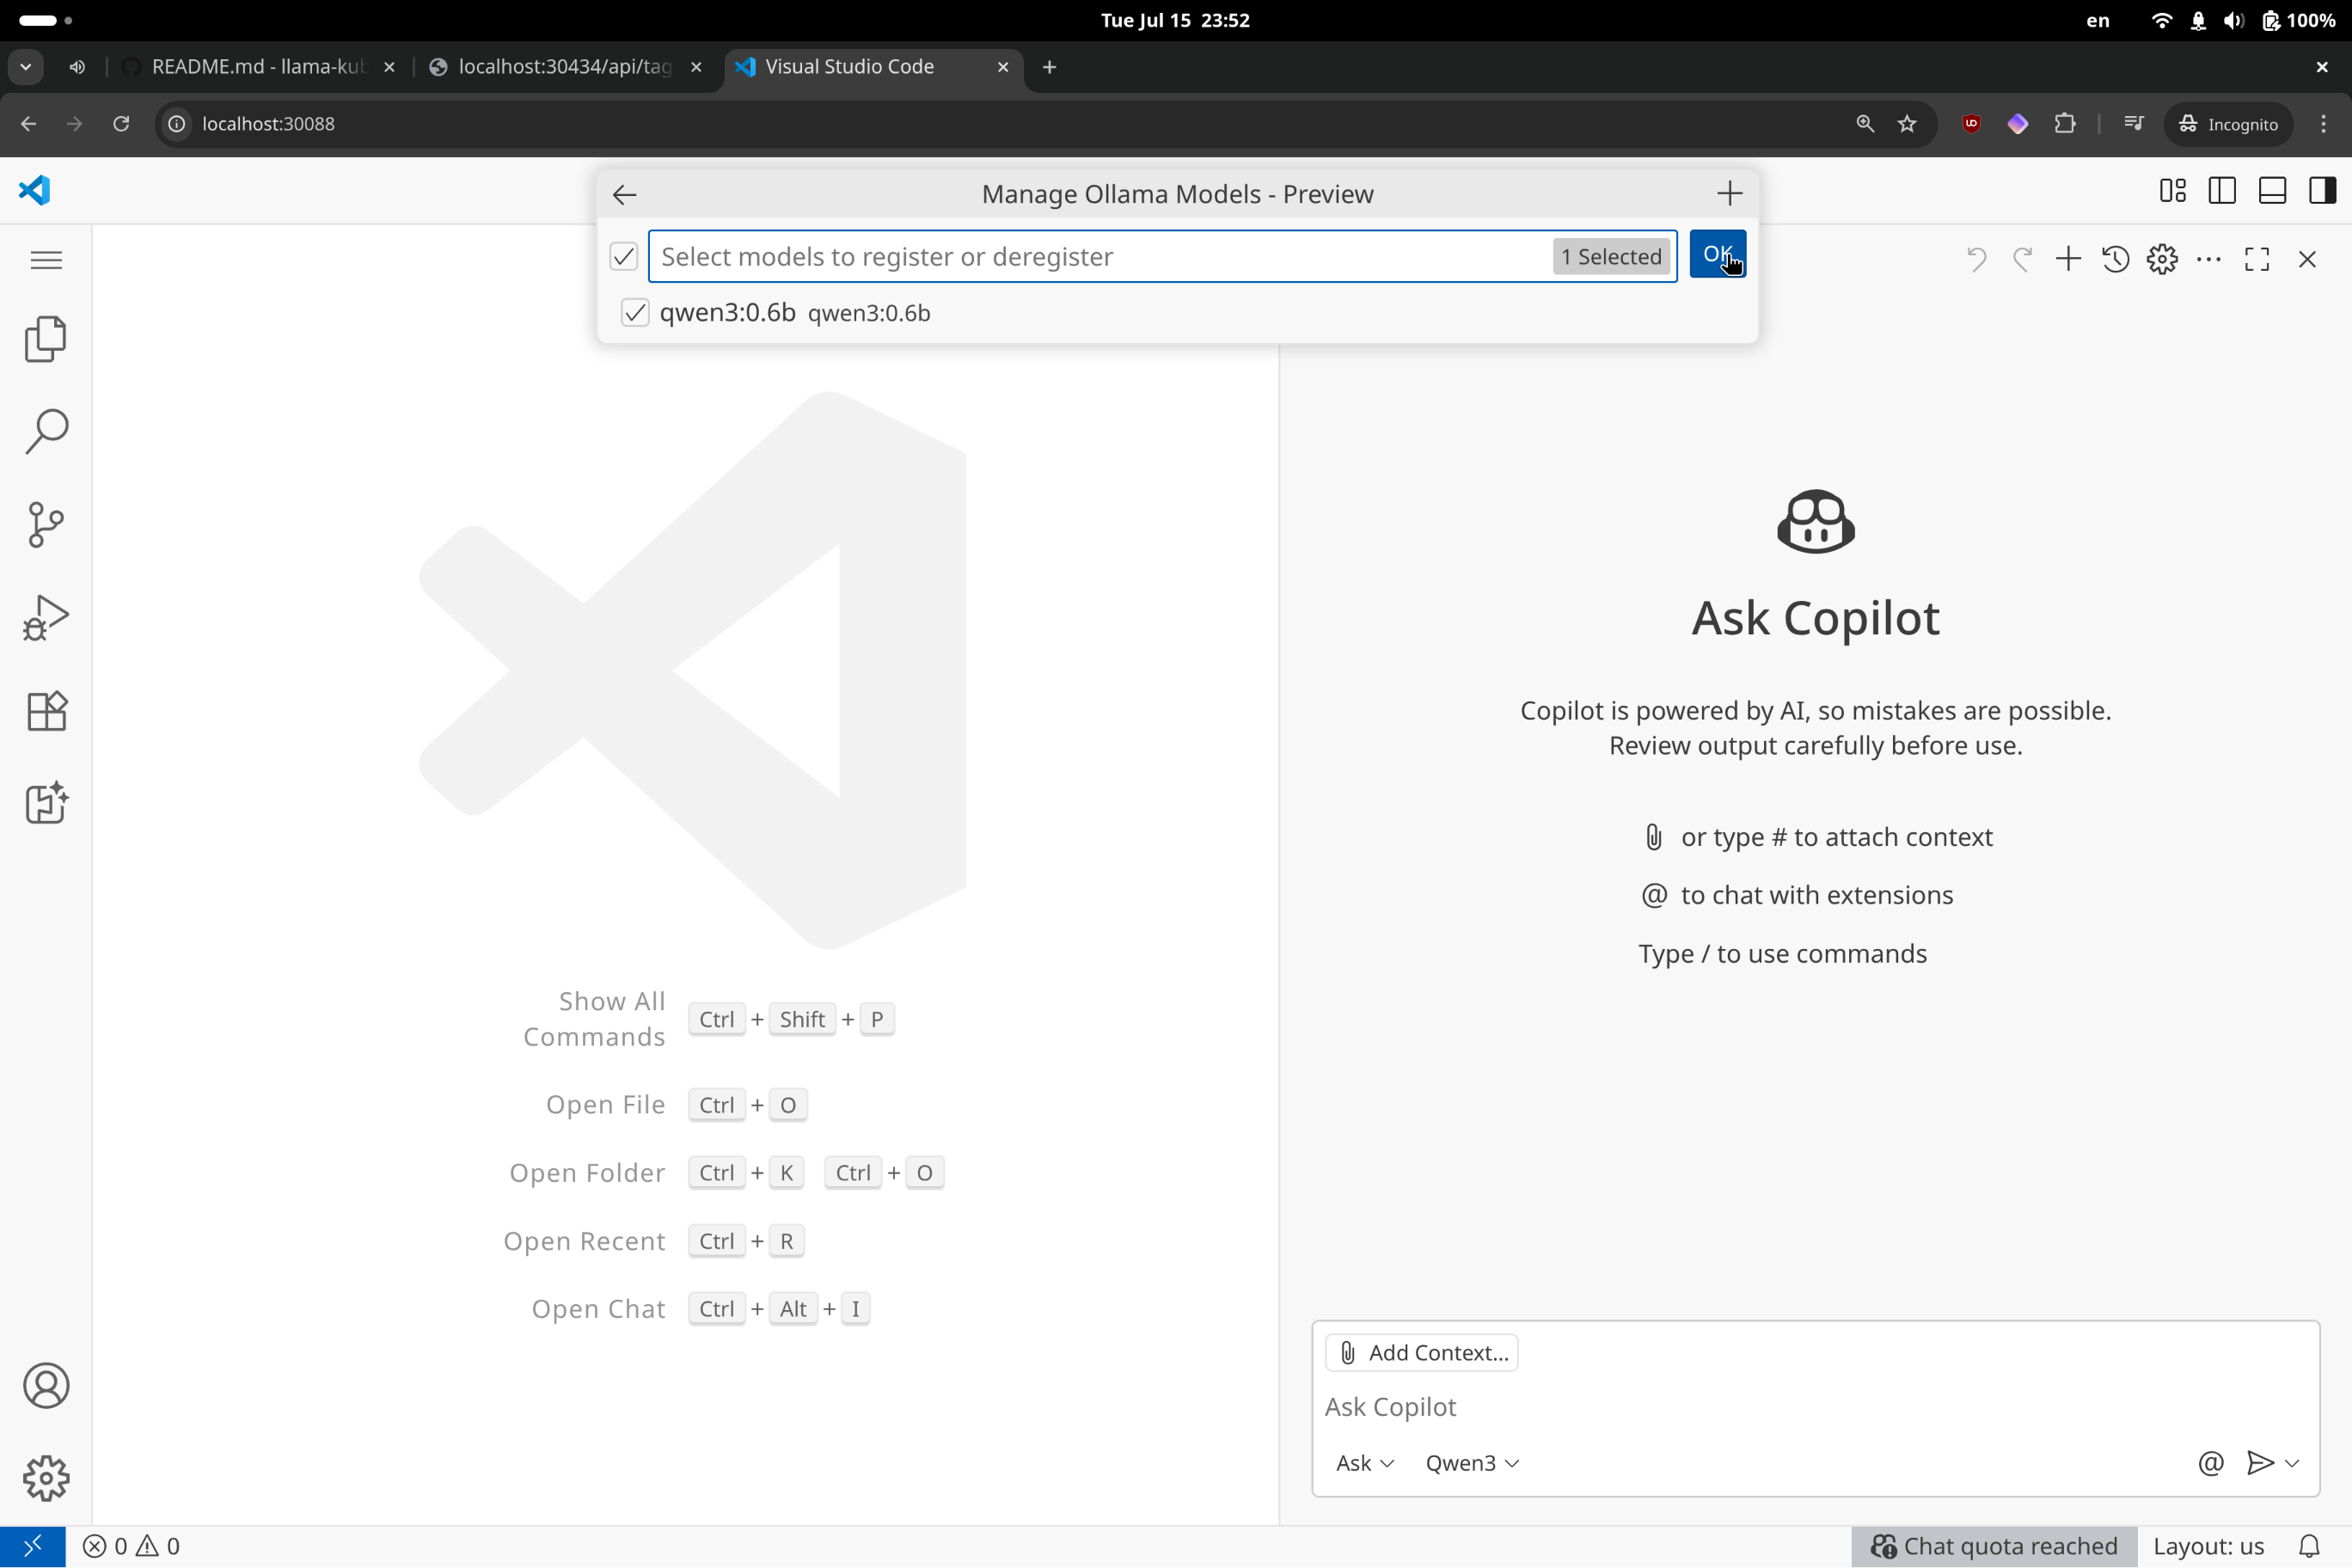 Tue Jul 15 23:52
en
100%
README.md - llama-kub
localhost:30434/api/tag
Visual Studio Code
localhost:30088
Incognito
Manage Ollama Models - Preview
Select models to register or deregister
1 Selected
OK
qwen3:0.6b qwen3:0.6b
Show All Commands Ctrl + Shift + P
Open File Ctrl + O
Open Folder Ctrl + K Ctrl + O
Open Recent Ctrl + R
Open Chat Ctrl + Alt + I
Ask Copilot
Copilot is powered by AI, so mistakes are possible.
Review output carefully before use.
or type # to attach context
@ to chat with extensions
Type / to use commands
Add Context...
Ask Copilot
Ask Qwen3 @
0 0
Chat quota reached
Layout: us